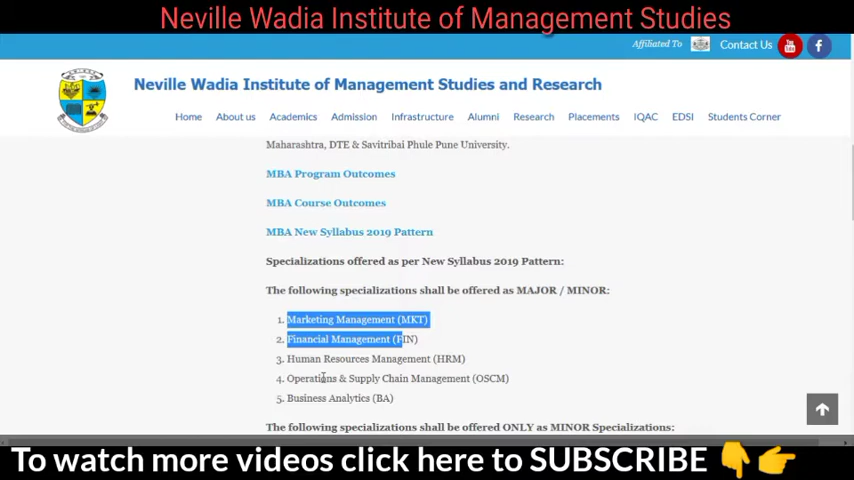 Neville Wadia Institute of Management Studies
Affiliated To Contact Us
Neville Wadia Institute of Management Studies and Research
Home About us Academics Admission Infrastructure Alumni Research Placements IQAC EDSI Students Corner
Maharashtra, DTE & Savitribai Phule Pune University.
MBA Program Outcomes
MBA Course Outcomes
MBA New Syllabus 2019 Pattern
Specializations offered as per New Syllabus 2019 Pattern:
The following specializations shall be offered as MAJOR / MINOR:
1. Marketing Management (MKT)
2. Financial Management (FIN)
3. Human Resources Management (HRM)
4. Operations & Supply Chain Management (OSCM)
5. Business Analytics (BA)
The following specializations shall be offered ONLY as MINOR Specializations:
To watch more videos click here to SUBSCRIBE 👇👉